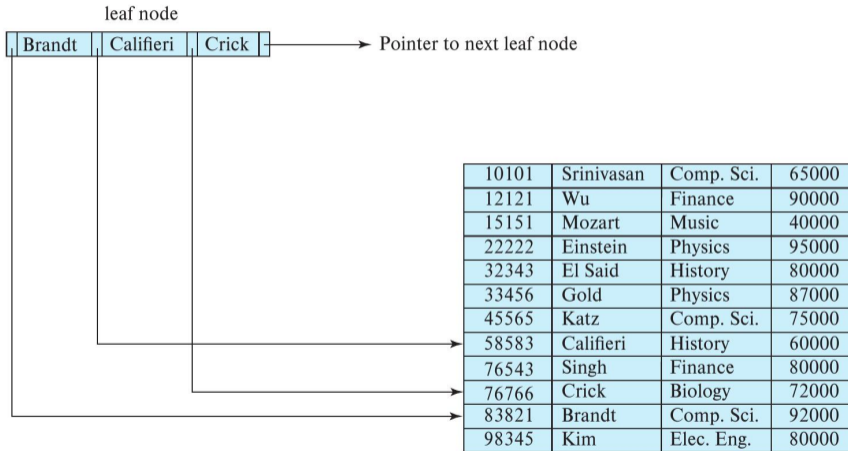 leaf node
Brandt Califieri Crick Pointer to next leaf node
10101 Srinivasan Comp. Sci. 65000
12121 Wu Finance 90000
15151 Mozart Music 40000
22222 Einstein Physics 95000
32343 El Said History 80000
33456 Gold Physics 87000
45565 Katz Comp. Sci. 75000
58583 Califieri History 60000
76543 Singh Finance 80000
76766 Crick Biology 72000
83821 Brandt Comp. Sci. 92000
98345 Kim Elec. Eng. 80000